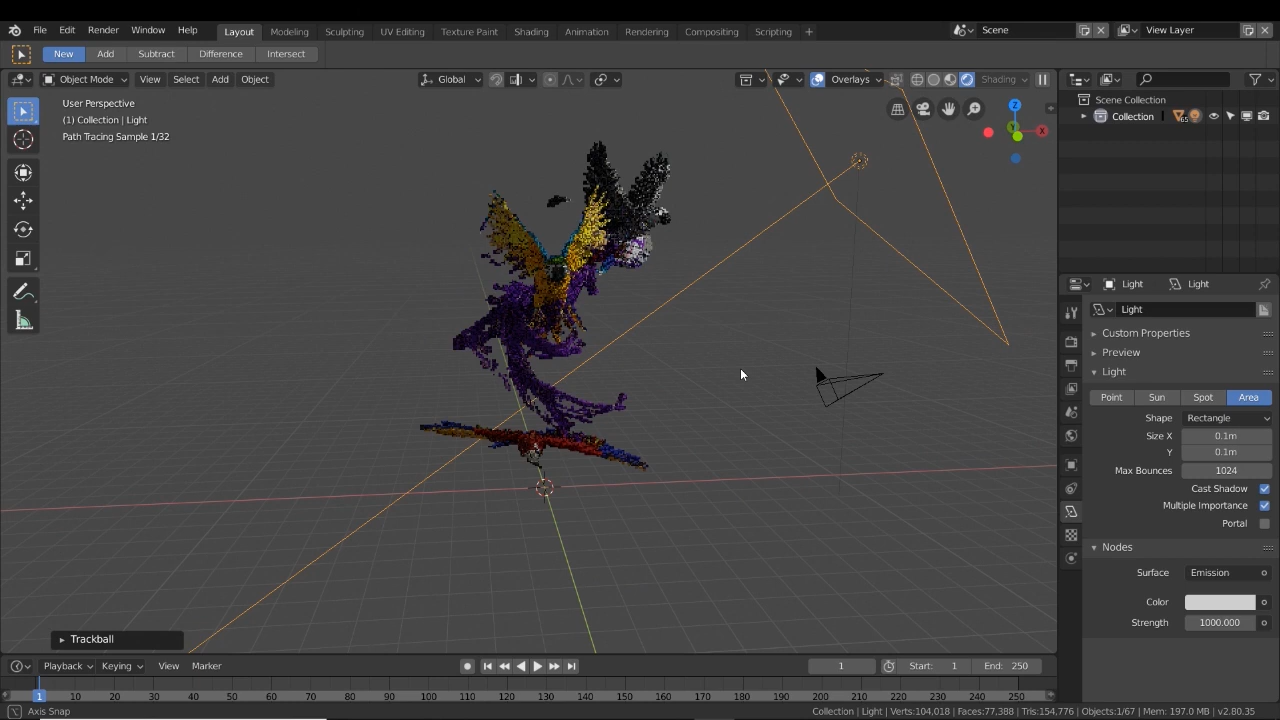 File Edit Render Window Help Layout Modeling Sculpting UV Editing Texture Paint Shading Animation Rendering Compositing Scripting + Scene View Layer
New Add Subtract Difference Intersect
Object Mode View Select Add Object Global Overlays Shading
User Perspective
(1) Collection | Light
Path Tracing Sample 1/32
Z
Y
X
Scene Collection
Collection 65
Light Light
Light
Custom Properties
Preview
Light
Point Sun Spot Area
Shape Rectangle
Size X 0.1m
Y 0.1m
Max Bounces 1024
Cast Shadow
Multiple Importance
Portal
Nodes
Surface Emission
Color
Strength 1000.000
Trackball
Playback Keying View Marker 1 Start: 1 End: 250
1 10 20 30 40 50 60 70 80 90 100 110 120 130 140 150 160 170 180 190 200 210 220 230 240 250
Axis Snap Collection | Light | Verts:104,018 | Faces:77,388 | Tris:154,776 | Objects:1/67 | Mem: 197.0 MB | v2.80.35